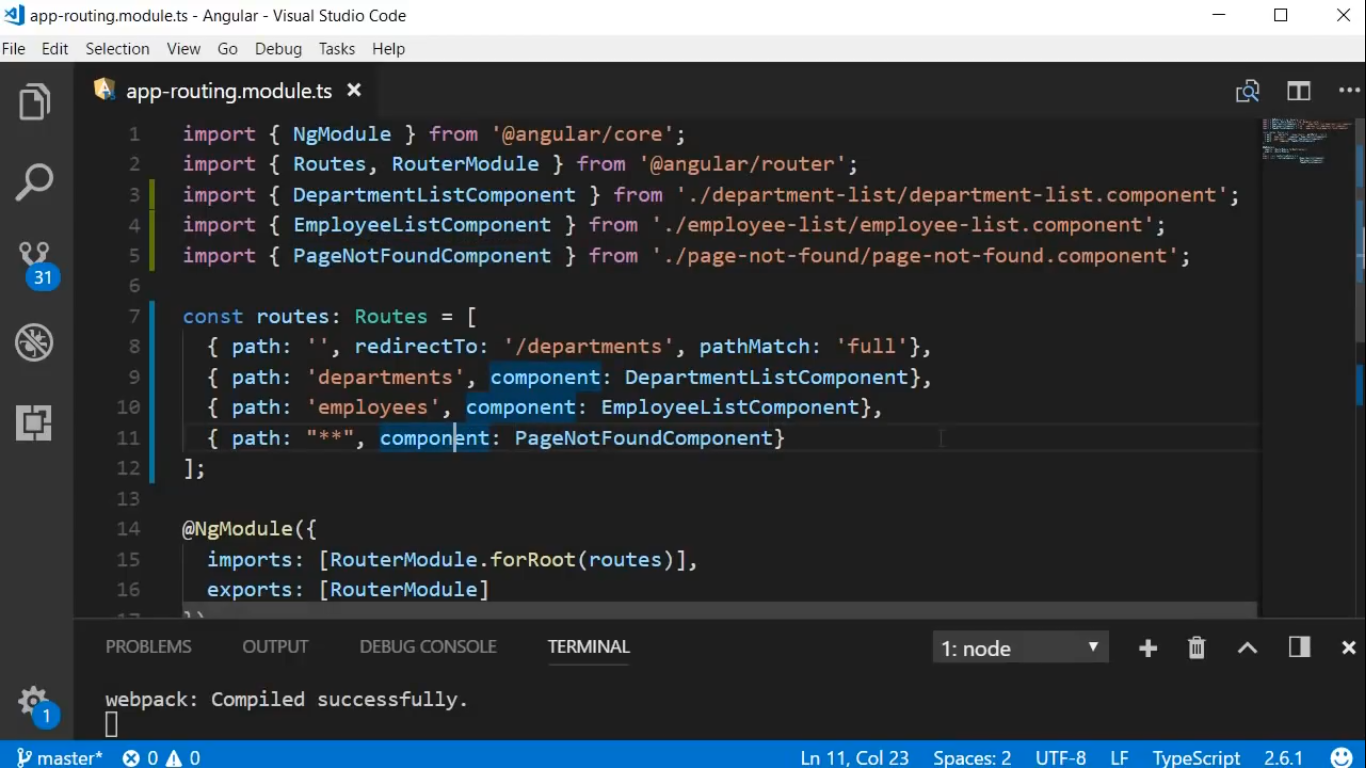 app-routing.module.ts - Angular - Visual Studio Code
File Edit Selection View Go Debug Tasks Help
app-routing.module.ts
1 import { NgModule } from '@angular/core';
2 import { Routes, RouterModule } from '@angular/router';
3 import { DepartmentListComponent } from './department-list/department-list.component';
4 import { EmployeeListComponent } from './employee-list/employee-list.component';
5 import { PageNotFoundComponent } from './page-not-found/page-not-found.component';
6
7 const routes: Routes = [
8 { path: '', redirectTo: '/departments', pathMatch: 'full'},
9 { path: 'departments', component: DepartmentListComponent},
10 { path: 'employees', component: EmployeeListComponent},
11 { path: "**", component: PageNotFoundComponent}
12 ];
13
14 @NgModule({
15 imports: [RouterModule.forRoot(routes)],
16 exports: [RouterModule]
31
PROBLEMS OUTPUT DEBUG CONSOLE TERMINAL 1: node
webpack: Compiled successfully.
1
master* 0 0 Ln 11, Col 23 Spaces: 2 UTF-8 LF TypeScript 2.6.1